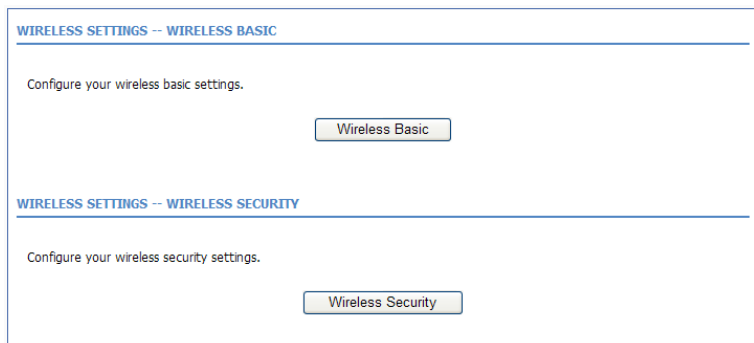 WIRELESS SETTINGS -- WIRELESS BASIC
Configure your wireless basic settings.
Wireless Basic
WIRELESS SETTINGS -- WIRELESS SECURITY
Configure your wireless security settings.
Wireless Security